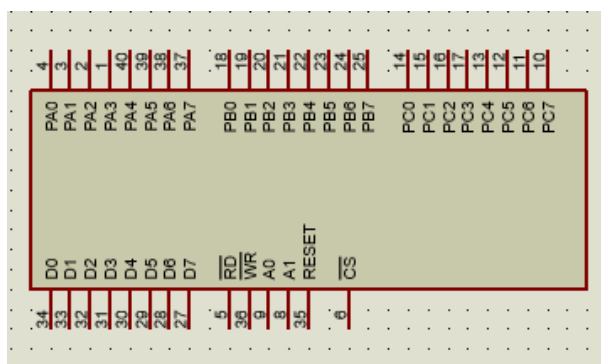 4 3 2 1 40 39 38 37 18 19 20 21 22 23 24 25 14 15 16 17 13 12 11 10
PA0 PA1 PA2 PA3 PA4 PA5 PA6 PA7 PB0 PB1 PB2 PB3 PB4 PB5 PB6 PB7 PC0 PC1 PC2 PC3 PC4 PC5 PC6 PC7
D0 D1 D2 D3 D4 D5 D6 D7 RD WR A0 A1 RESET CS
34 33 32 31 30 29 28 27 5 36 9 8 35 6